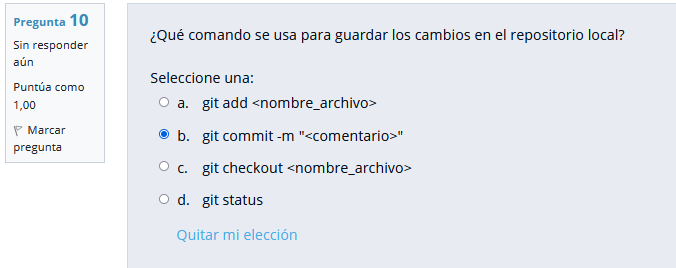 Pregunta 10
Sin responder
aún
Puntúa como
1,00
Marcar
pregunta
¿Qué comando se usa para guardar los cambios en el repositorio local?
Seleccione una:
a. git add <nombre_archivo>
b. git commit -m "<comentario>"
c. git checkout <nombre_archivo>
d. git status
Quitar mi elección